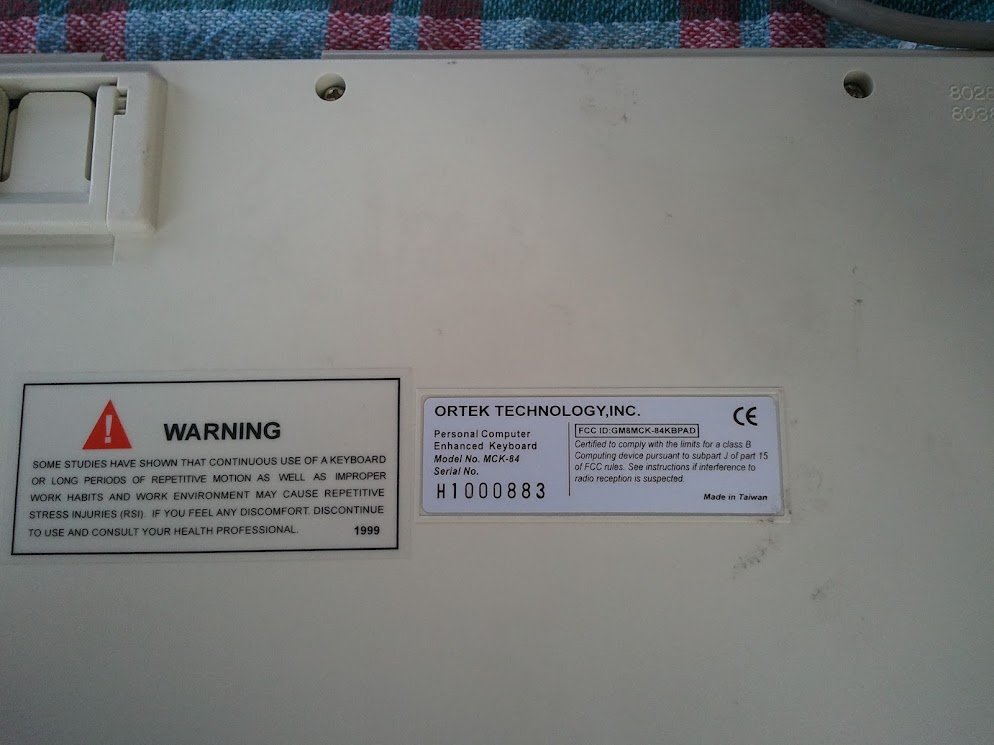 8028
8038
WARNING
SOME STUDIES HAVE SHOWN THAT CONTINUOUS USE OF A KEYBOARD
OR LONG PERIODS OF REPETITIVE MOTION AS WELL AS IMPROPER
WORK HABITS AND WORK ENVIRONMENT MAY CAUSE REPETITIVE
STRESS INJURIES (RSI). IF YOU FEEL ANY DISCOMFORT. DISCONTINUE
TO USE AND CONSULT YOUR HEALTH PROFESSIONAL. 1999
ORTEK TECHNOLOGY,INC.
CE
Personal Computer
Enhanced Keyboard
Model No. MCK-84
Serial No.
H1000883
FCC ID:GM8MCK-84KBPAD
Certified to comply with the limits for a class B
Computing device pursuant to subpart J of part 15
of FCC rules. See instructions if interference to
radio reception is suspected.
Made in Taiwan